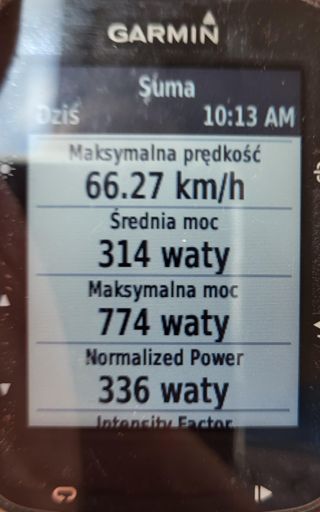 GARMIN
Suma
Dziś 10:13 AM
Maksymalna prędkość
66.27 km/h
Średnia moc
314 waty
Maksymalna moc
774 waty
Normalized Power
336 waty
Intensity Factor